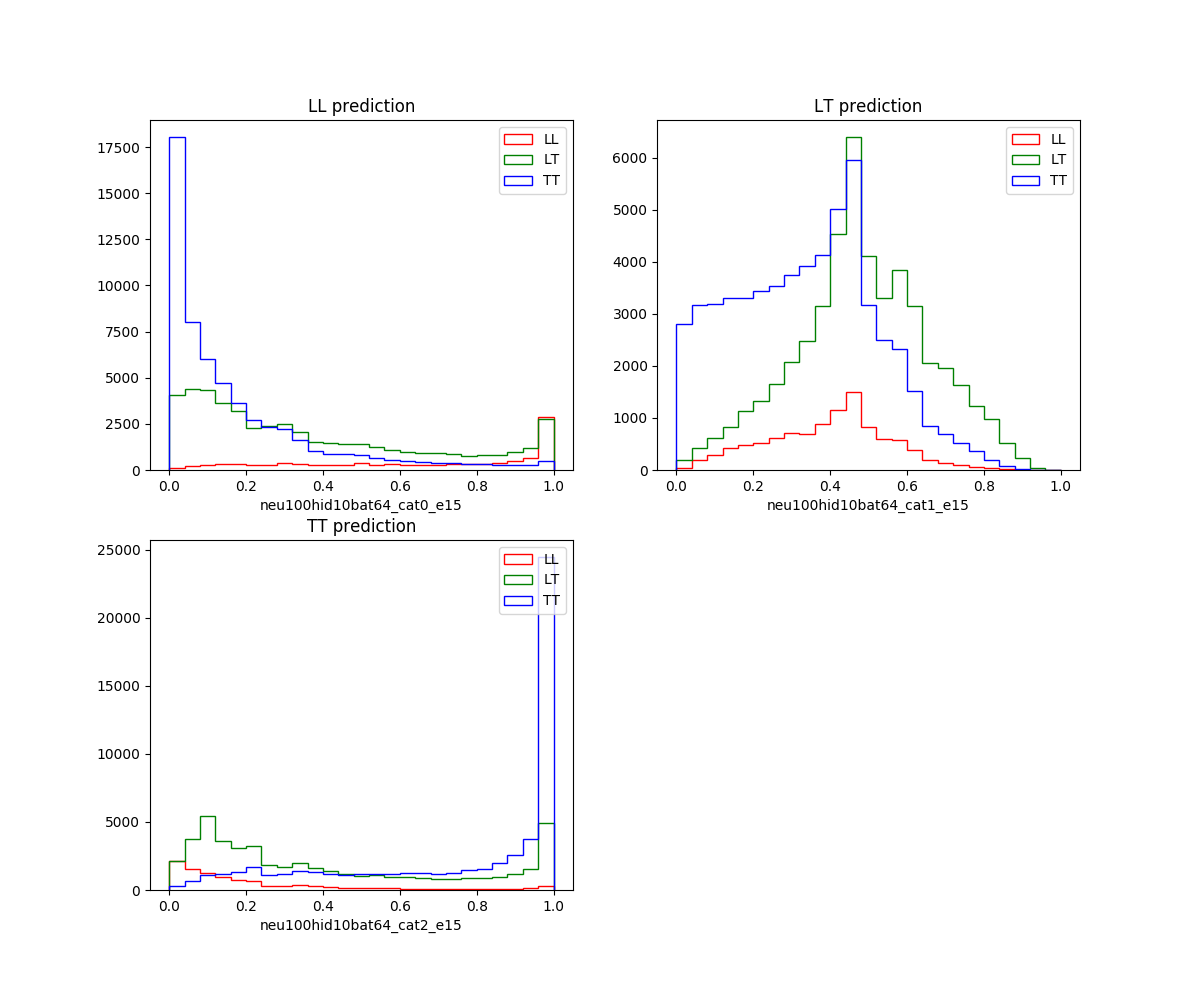 LL prediction
17500
15000
12500
10000
7500
5000
2500
0
0.0 0.2 0.4 0.6 0.8 1.0
neu100hid10bat64_cat0_e15
LL
LT
TT
LT prediction
6000
5000
4000
3000
2000
1000
0
0.0 0.2 0.4 0.6 0.8 1.0
neu100hid10bat64_cat1_e15
LL
LT
TT
TT prediction
25000
20000
15000
10000
5000
0
0.0 0.2 0.4 0.6 0.8 1.0
neu100hid10bat64_cat2_e15
LL
LT
TT